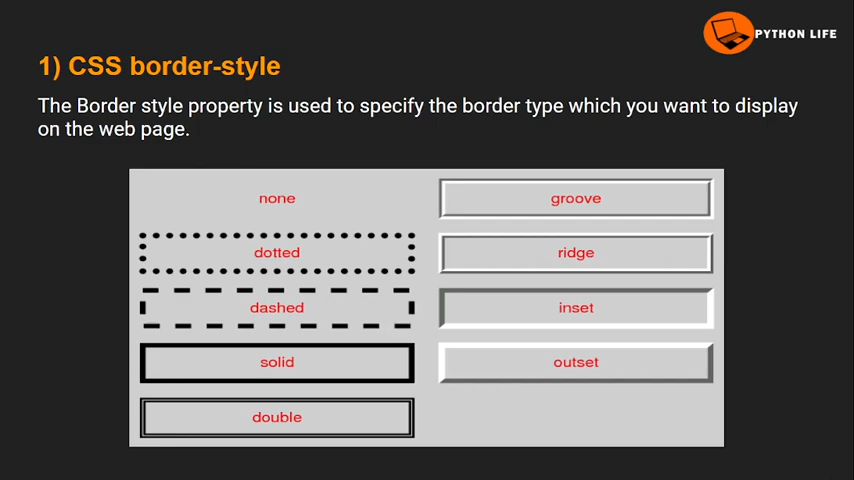 PYTHON LIFE
1) CSS border-style
The Border style property is used to specify the border type which you want to display
on the web page.
none
dotted
dashed
solid
double
groove
ridge
inset
outset